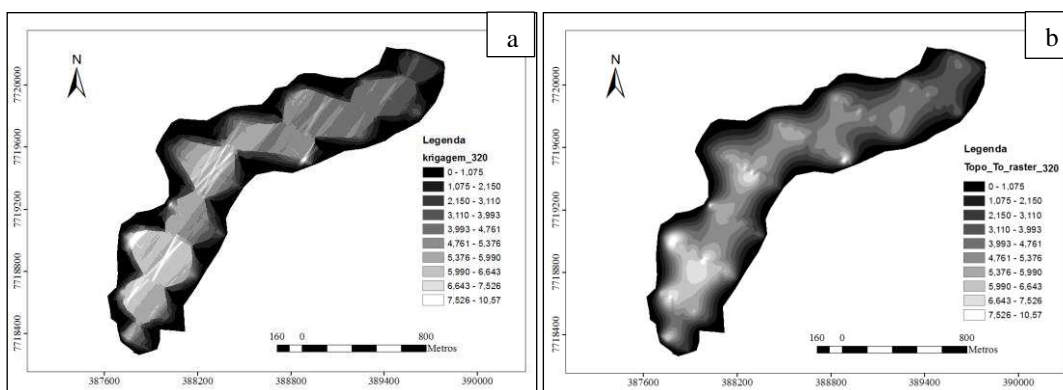 a
N
7720000
7719600
7719200
7718800
7718400
Legenda
krigagem_320
0 - 1,075
1,075 - 2,150
2,150 - 3,110
3,110 - 3,993
3,993 - 4,761
4,761 - 5,376
5,376 - 5,990
5,990 - 6,643
6,643 - 7,526
7,526 - 10,57
160 0 800
Metros
387600 388200 388800 389400 390000
b
N
7720000
7719600
7719200
7718800
7718400
Legenda
Topo_To_raster_320
0 - 1,075
1,075 - 2,150
2,150 - 3,110
3,110 - 3,993
3,993 - 4,761
4,761 - 5,376
5,376 - 5,990
5,990 - 6,643
6,643 - 7,526
7,526 - 10,57
160 0 800
Metros
387600 388200 388800 389400 390000